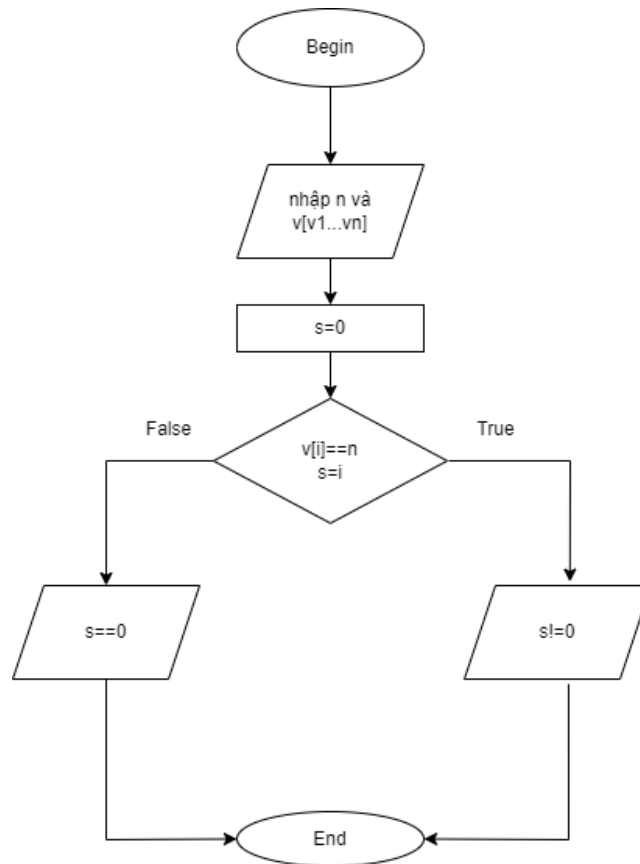 Begin
nhập n và
v[v1...vn]
s=0
False
True
v[i]==n
s=i
s==0
s!=0
End